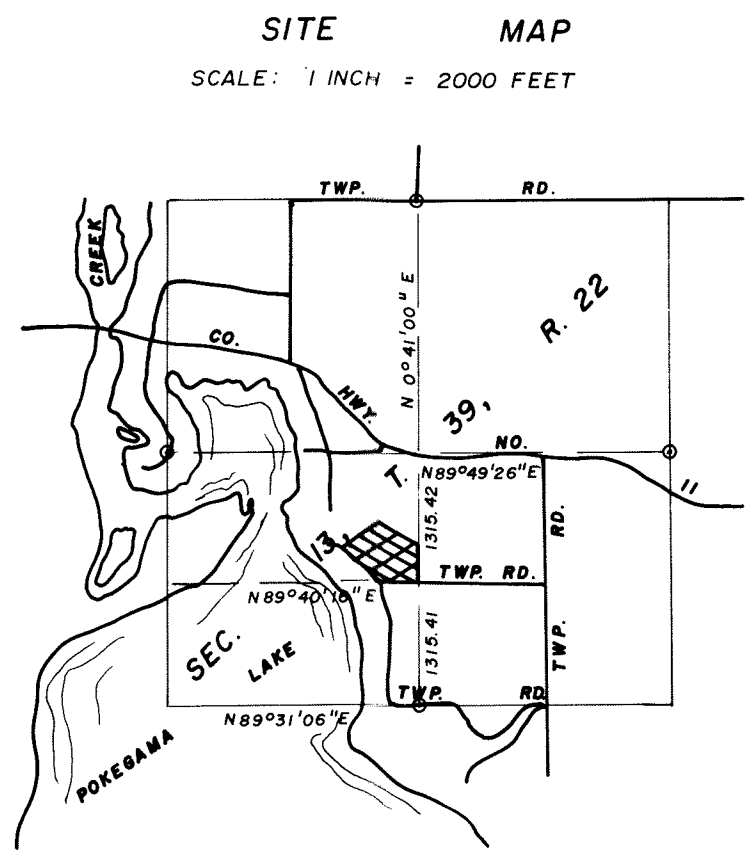 SITE MAP
SCALE: 1 INCH = 2000 FEET
TWP. RD.
CREEK
N 0°41'00" E
R. 22
CO.
HWY.
39,
NO.
T.
N89°49'26"E
11
1315.42
RD.
13,
TWP. RD.
N89°40'16"E
SEC.
LAKE
1315.41
TWP.
TWP. RD.
N89°31'06"E
POKEGAMA